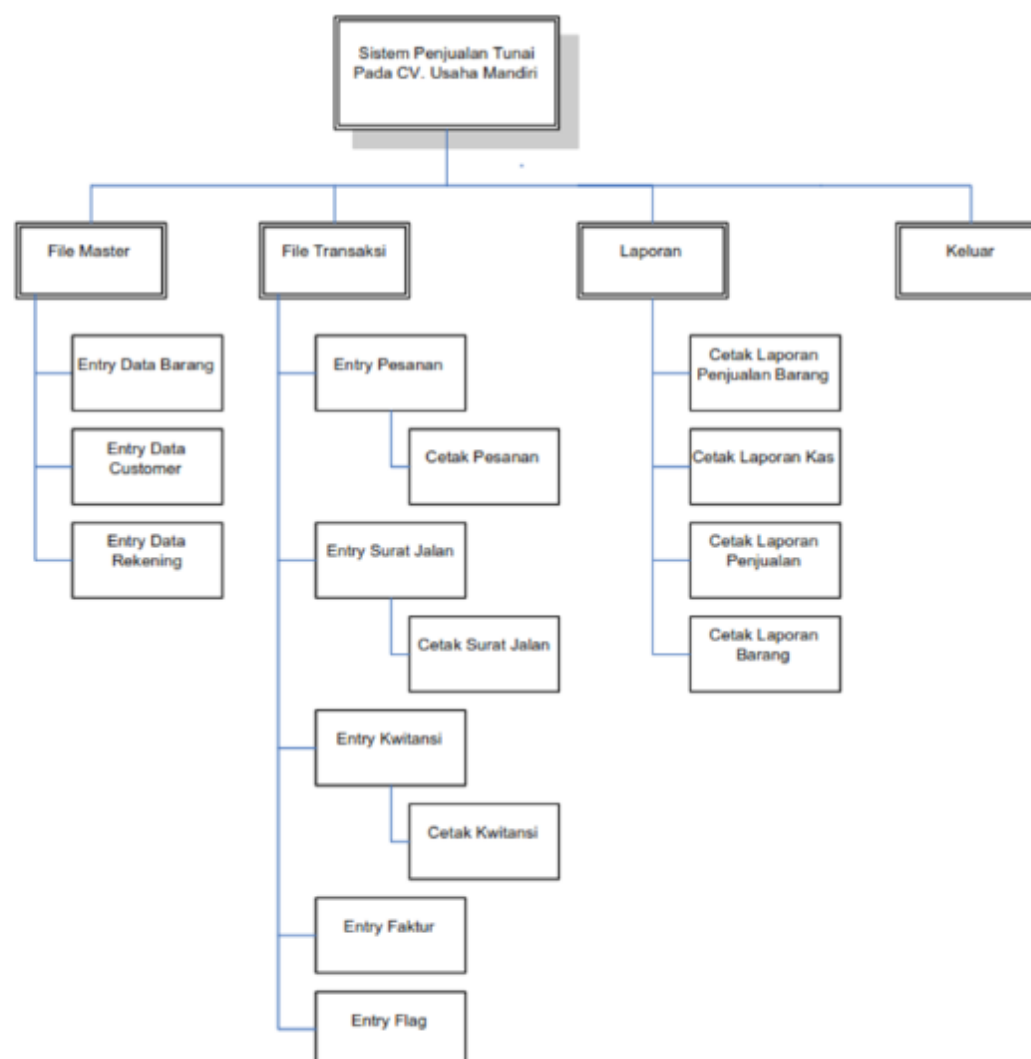 Sistem Penjualan Tunai
Pada CV. Usaha Mandiri
File Master
File Transaksi
Laporan
Keluar
Entry Data Barang
Entry Data
Customer
Entry Data
Rekening
Entry Pesanan
Cetak Pesanan
Entry Surat Jalan
Cetak Surat Jalan
Entry Kwitansi
Cetak Kwitansi
Entry Faktur
Entry Flag
Cetak Laporan
Penjualan Barang
Cetak Laporan Kas
Cetak Laporan
Penjualan
Cetak Laporan
Barang